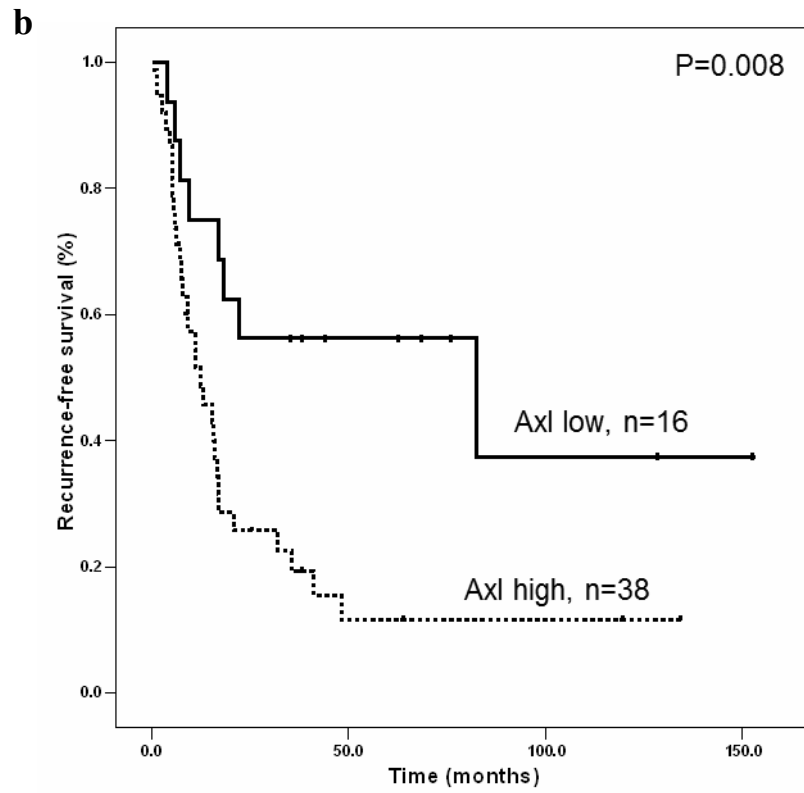 b
P=0.008
1.0
0.8
0.6
0.4
0.2
0.0
Recurrence-free survival (%)
Axl low, n=16
Axl high, n=38
0.0 50.0 100.0 150.0
Time (months)